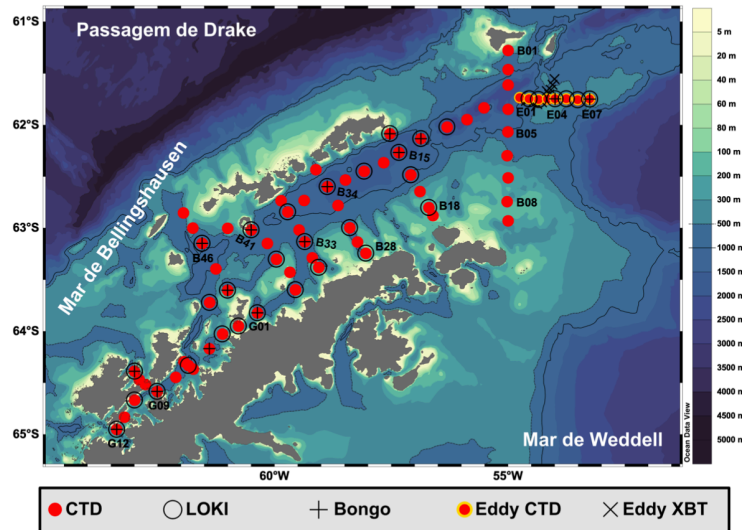 61°S
Passagem de Drake
B01
5 m
20 m
40 m
E01
E04
E07
60 m
62°S
B05
80 m
100 m
B15
200 m
Mar de Bellingshausen
B34
300 m
B18
B08
400 m
63°S
B41
B33
B28
500 m
B46
1000 m
1500 m
G01
2000 m
64°S
2500 m
3000 m
G09
3500 m
G12
4000 m
65°S
Mar de Weddell
5000 m
Ocean Data View
60°W
55°W
CTD
LOKI
Bongo
Eddy CTD
Eddy XBT